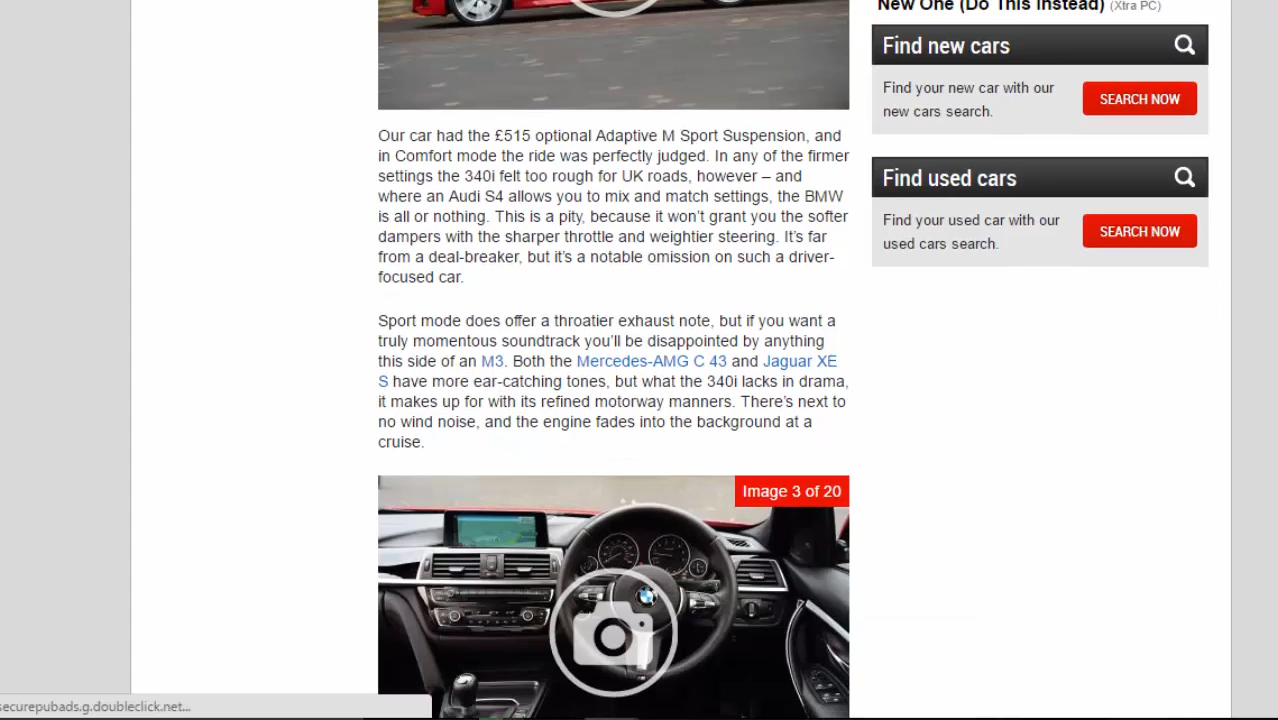 New One (Do This Instead) (Xtra PC)
Find new cars
Find your new car with our
new cars search.
SEARCH NOW
Find used cars
Find your used car with our
used cars search.
SEARCH NOW
Our car had the £515 optional Adaptive M Sport Suspension, and
in Comfort mode the ride was perfectly judged. In any of the firmer
settings the 340i felt too rough for UK roads, however – and
where an Audi S4 allows you to mix and match settings, the BMW
is all or nothing. This is a pity, because it won’t grant you the softer
dampers with the sharper throttle and weightier steering. It’s far
from a deal-breaker, but it’s a notable omission on such a driver-
focused car.
Sport mode does offer a throatier exhaust note, but if you want a
truly momentous soundtrack you’ll be disappointed by anything
this side of an M3. Both the Mercedes-AMG C 43 and Jaguar XE
S have more ear-catching tones, but what the 340i lacks in drama,
it makes up for with its refined motorway manners. There’s next to
no wind noise, and the engine fades into the background at a
cruise.
Image 3 of 20
securepubads.g.doubleclick.net...